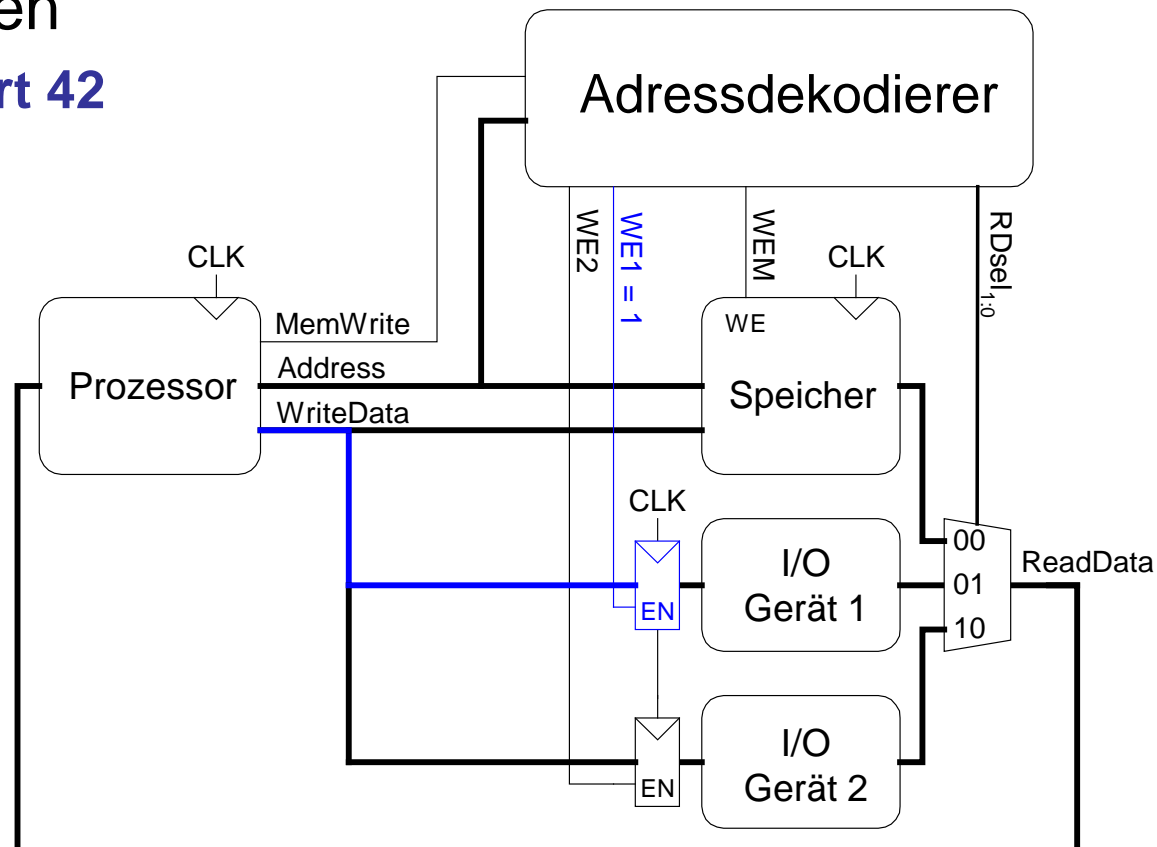 en
rt 42
Adressdekodierer
WE2
WE1 = 1
WEM
RDsel1:0
CLK
CLK
MemWrite
WE
Address
Prozessor
Speicher
WriteData
CLK
I/O
Gerät 1
EN
00
01
10
ReadData
I/O
Gerät 2
EN